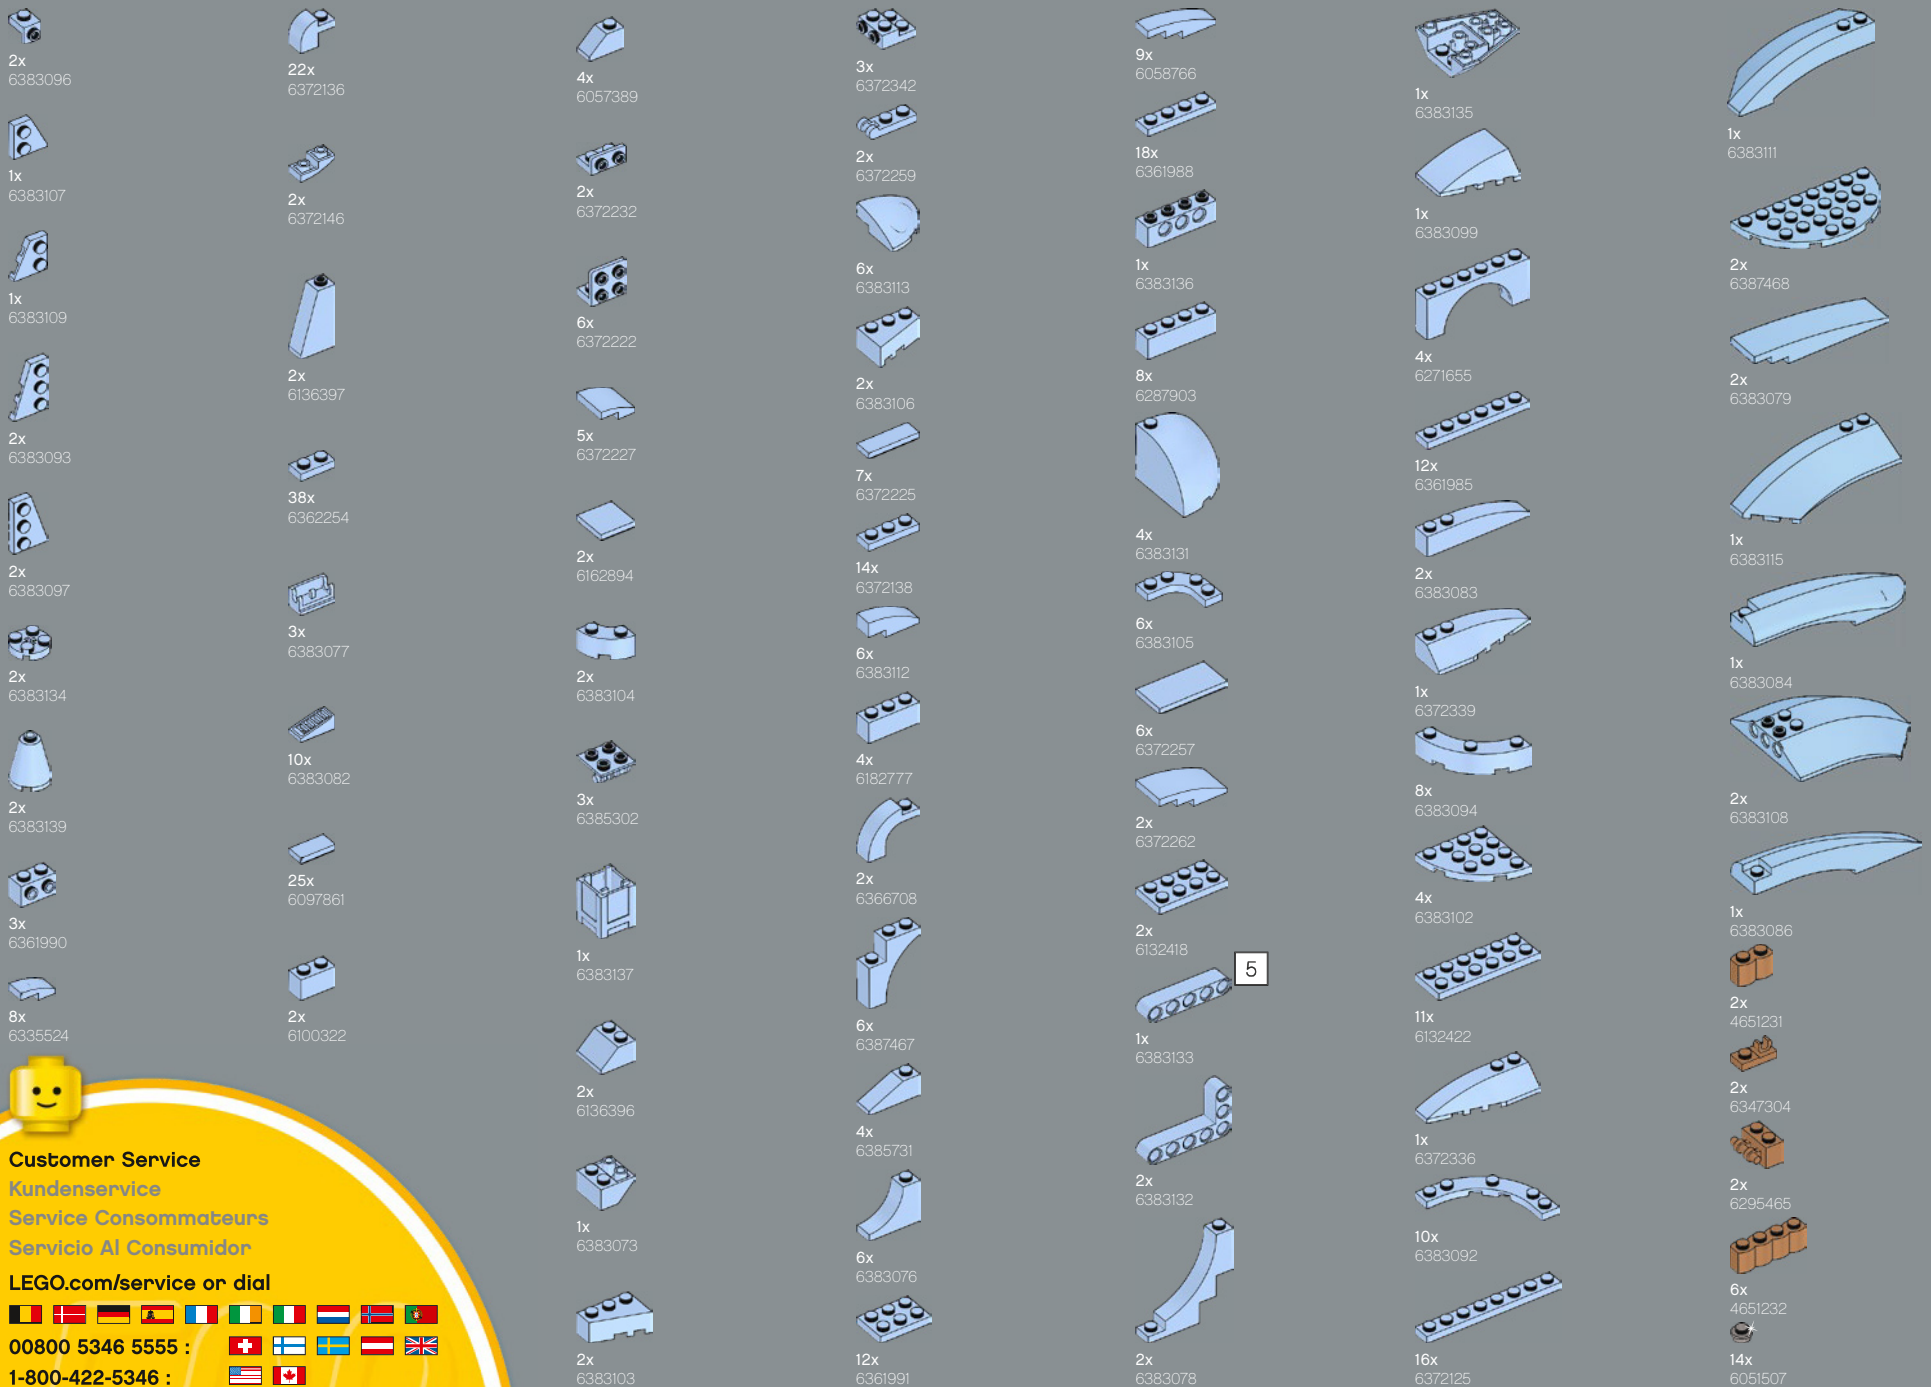 2x
6383096
1x
6383107
1x
6383109
2x
6383093
2x
6383097
2x
6383134
2x
6383139
3x
6361990
8x
6335524
22x
6372136
2x
6372146
2x
6136397
38x
6362254
3x
6383077
10x
6383082
25x
6097861
2x
6100322
4x
6057389
2x
6372232
6x
6372222
5x
6372227
2x
6162894
2x
6383104
3x
6385302
1x
6383137
2x
6136396
1x
6383073
2x
6383103
3x
6372342
2x
6372259
6x
6383113
2x
6383106
7x
6372225
14x
6372138
6x
6383112
4x
6182777
2x
6366708
6x
6387467
4x
6385731
6x
6383076
12x
6361991
9x
6058766
18x
6361988
1x
6383136
8x
6287903
4x
6383131
6x
6383105
6x
6372257
2x
6372262
2x
6132418
5
1x
6383133
2x
6383132
2x
6383078
1x
6383135
1x
6383099
4x
6271655
12x
6361985
2x
6383083
1x
6372339
8x
6383094
4x
6383102
11x
6132422
1x
6372336
10x
6383092
16x
6372125
1x
6383111
2x
6387468
2x
6383079
1x
6383115
1x
6383084
2x
6383108
1x
6383086
2x
4651231
2x
6347304
2x
6295465
6x
4651232
14x
6051507
Customer Service
Kundenservice
Service Consommateurs
Servicio Al Consumidor
LEGO.com/service or dial
00800 5346 5555 :
1-800-422-5346 :